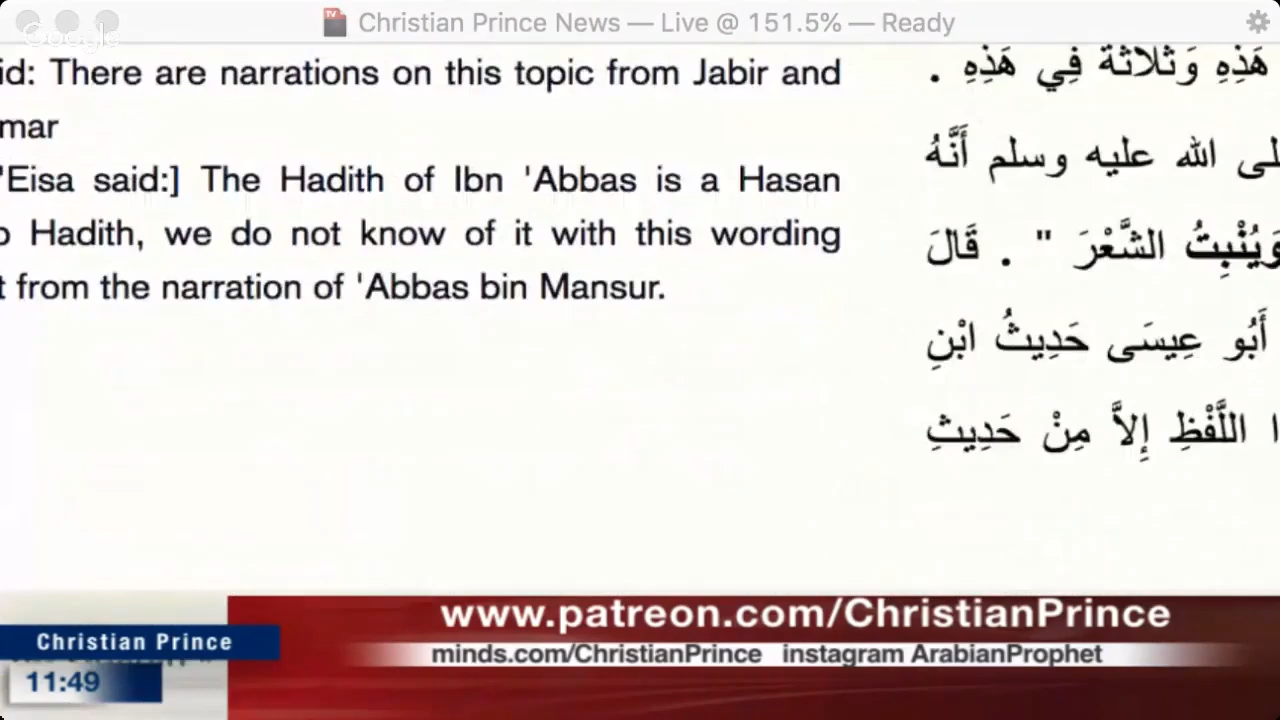 Christian Prince News — Live @ 151.5% — Ready
Google
id: There are narrations on this topic from Jabir and
mar
'Eisa said:] The Hadith of Ibn 'Abbas is a Hasan
Hadith, we do not know of it with this wording
t from the narration of 'Abbas bin Mansur.
هَذِهِ وَثَلاَثَةً فِي هَذِهِ .
لى الله عليه وسلم أَنَّهُ
وَيُنْبِتُ الشَّعْرَ " . قَالَ
أَبُو عِيسَى حَدِيثُ ابْنِ
ا اللَّفْظِ إِلاَّ مِنْ حَدِيثِ
www.patreon.com/ChristianPrince
Christian Prince
minds.com/ChristianPrince instagram ArabianProphet
11:49